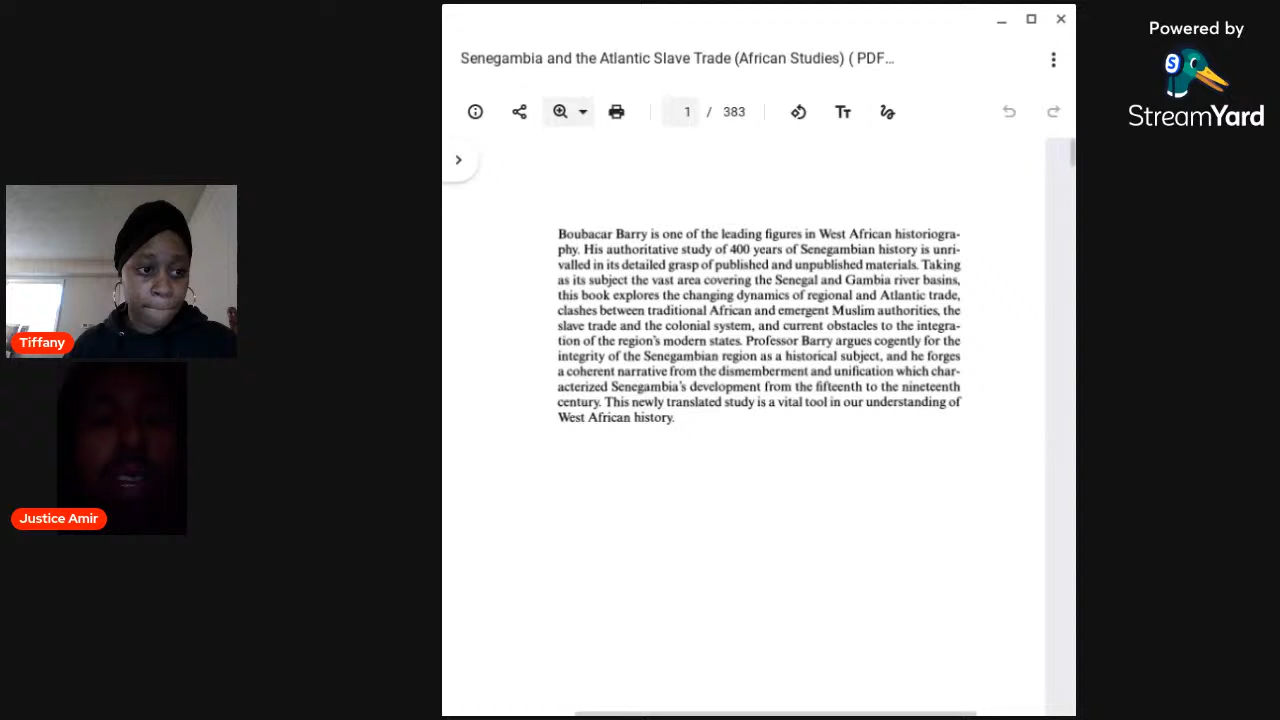 Powered by
StreamYard
Senegambia and the Atlantic Slave Trade (African Studies) ( PDF...
1 / 383
Boubacar Barry is one of the leading figures in West African historiogra-
phy. His authoritative study of 400 years of Senegambian history is unri-
valled in its detailed grasp of published and unpublished materials. Taking
as its subject the vast area covering the Senegal and Gambia river basins,
this book explores the changing dynamics of regional and Atlantic trade,
clashes between traditional African and emergent Muslim authorities, the
slave trade and the colonial system, and current obstacles to the integra-
tion of the region's modern states. Professor Barry argues cogently for the
integrity of the Senegambian region as a historical subject, and he forges
a coherent narrative from the dismemberment and unification which char-
acterized Senegambia's development from the fifteenth to the nineteenth
century. This newly translated study is a vital tool in our understanding of
West African history.
Tiffany
Justice Amir